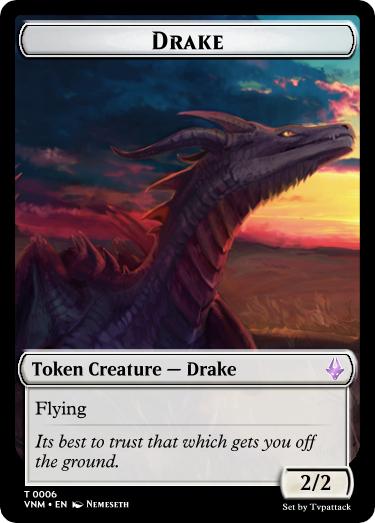 Drake
Token Creature — Drake
Flying
Its best to trust that which gets you off
the ground.
2/2
T 0006
VNM • EN Nemeseth
Set by Tvpattack